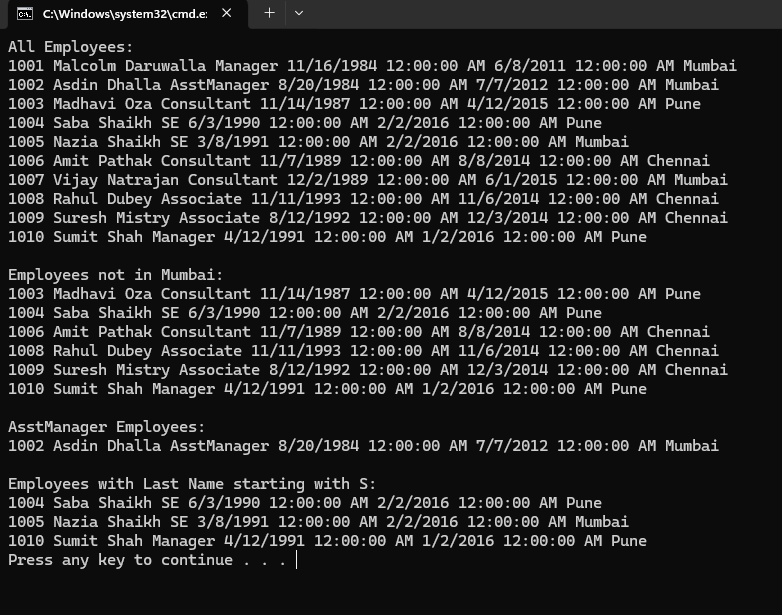 C:\Windows\system32\cmd.e
All Employees:
1001 Malcolm Daruwalla Manager 11/16/1984 12:00:00 AM 6/8/2011 12:00:00 AM Mumbai
1002 Asdin Dhalla AsstManager 8/20/1984 12:00:00 AM 7/7/2012 12:00:00 AM Mumbai
1003 Madhavi Oza Consultant 11/14/1987 12:00:00 AM 4/12/2015 12:00:00 AM Pune
1004 Saba Shaikh SE 6/3/1990 12:00:00 AM 2/2/2016 12:00:00 AM Pune
1005 Nazia Shaikh SE 3/8/1991 12:00:00 AM 2/2/2016 12:00:00 AM Mumbai
1006 Amit Pathak Consultant 11/7/1989 12:00:00 AM 8/8/2014 12:00:00 AM Chennai
1007 Vijay Natrajan Consultant 12/2/1989 12:00:00 AM 6/1/2015 12:00:00 AM Mumbai
1008 Rahul Dubey Associate 11/11/1993 12:00:00 AM 11/6/2014 12:00:00 AM Chennai
1009 Suresh Mistry Associate 8/12/1992 12:00:00 AM 12/3/2014 12:00:00 AM Chennai
1010 Sumit Shah Manager 4/12/1991 12:00:00 AM 1/2/2016 12:00:00 AM Pune
Employees not in Mumbai:
1003 Madhavi Oza Consultant 11/14/1987 12:00:00 AM 4/12/2015 12:00:00 AM Pune
1004 Saba Shaikh SE 6/3/1990 12:00:00 AM 2/2/2016 12:00:00 AM Pune
1006 Amit Pathak Consultant 11/7/1989 12:00:00 AM 8/8/2014 12:00:00 AM Chennai
1008 Rahul Dubey Associate 11/11/1993 12:00:00 AM 11/6/2014 12:00:00 AM Chennai
1009 Suresh Mistry Associate 8/12/1992 12:00:00 AM 12/3/2014 12:00:00 AM Chennai
1010 Sumit Shah Manager 4/12/1991 12:00:00 AM 1/2/2016 12:00:00 AM Pune
AsstManager Employees:
1002 Asdin Dhalla AsstManager 8/20/1984 12:00:00 AM 7/7/2012 12:00:00 AM Mumbai
Employees with Last Name starting with S:
1004 Saba Shaikh SE 6/3/1990 12:00:00 AM 2/2/2016 12:00:00 AM Pune
1005 Nazia Shaikh SE 3/8/1991 12:00:00 AM 2/2/2016 12:00:00 AM Mumbai
1010 Sumit Shah Manager 4/12/1991 12:00:00 AM 1/2/2016 12:00:00 AM Pune
Press any key to continue . . .